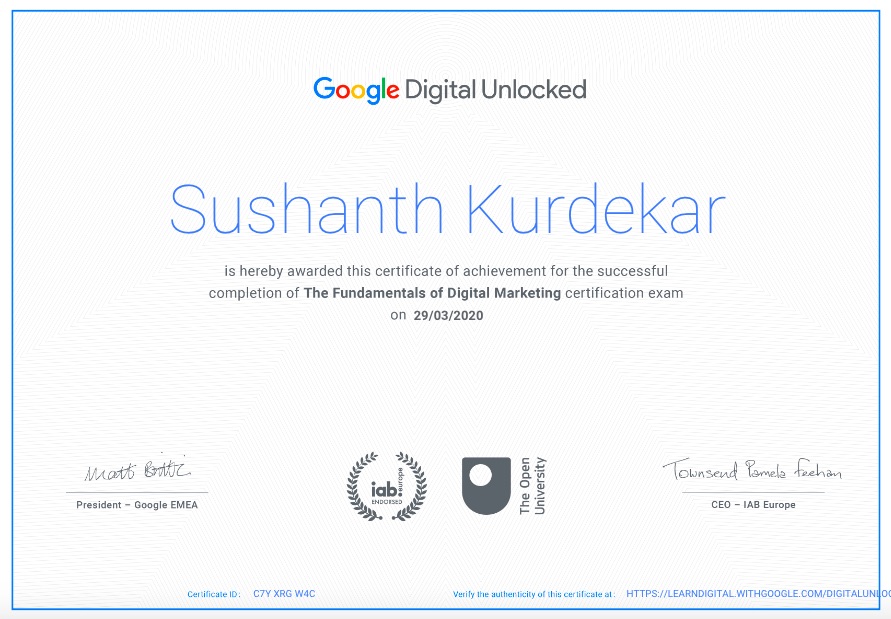 Google Digital Unlocked
Sushanth Kurdekar
is hereby awarded this certificate of achievement for the successful
completion of The Fundamentals of Digital Marketing certification exam
on 29/03/2020
Matt Brittin
President – Google EMEA
iab.europe
ENDORSED
The Open
University
Townsend Pamela Feehan
CEO – IAB Europe
Certificate ID: C7Y XRG W4C
Verify the authenticity of this certificate at: HTTPS://LEARNDIGITAL.WITHGOOGLE.COM/DIGITALUNLOC